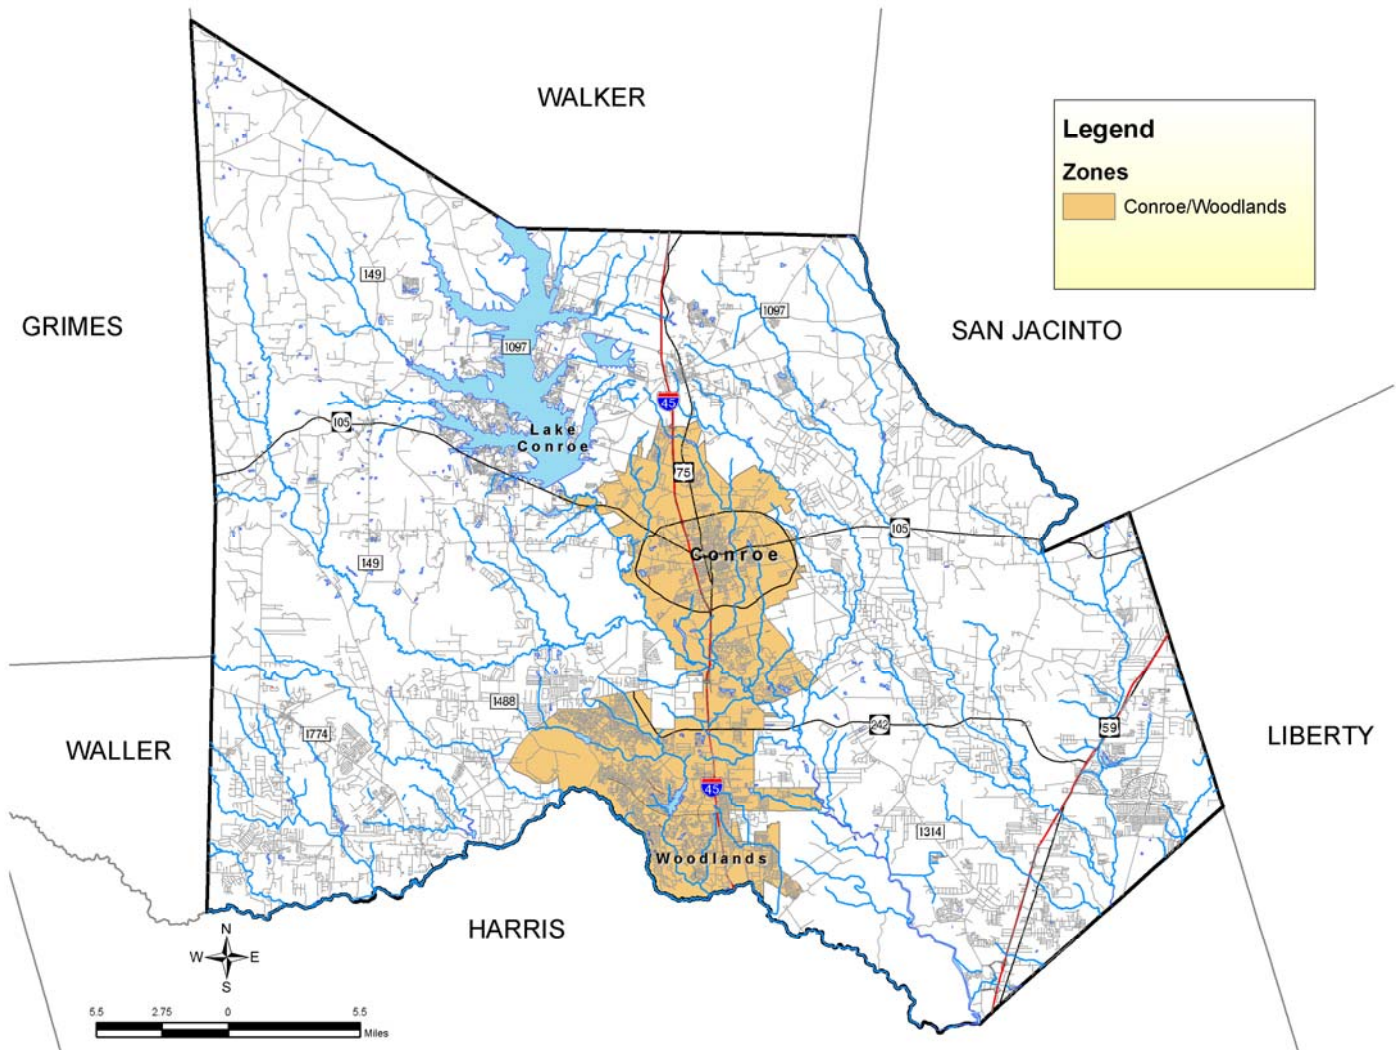 WALKER
Legend
Zones
Conroe/Woodlands
149
1097
GRIMES
SAN JACINTO
1097
45
105
Lake
Conroe
75
105
Conroe
149
1488
242
59
LIBERTY
1774
WALLER
45
1314
Woodlands
HARRIS
N
W E
S
5.5 2.75 0 5.5
Miles